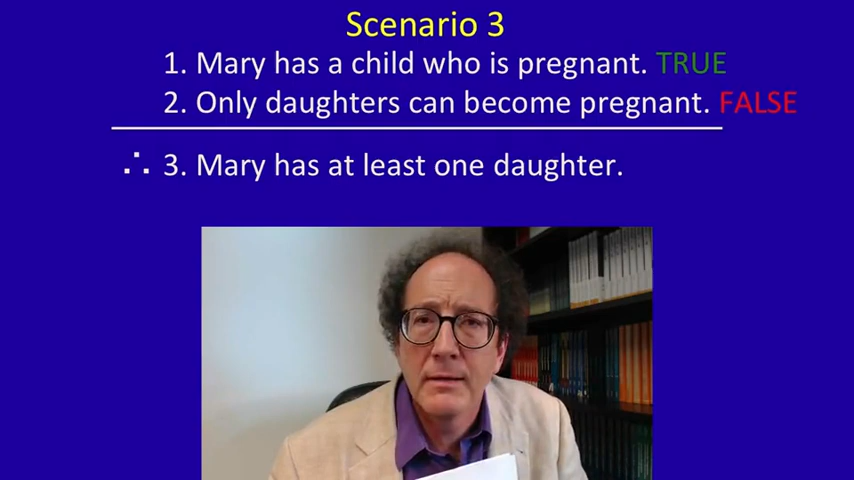 Scenario 3
1. Mary has a child who is pregnant. TRUE
2. Only daughters can become pregnant. FALSE
∴ 3. Mary has at least one daughter.